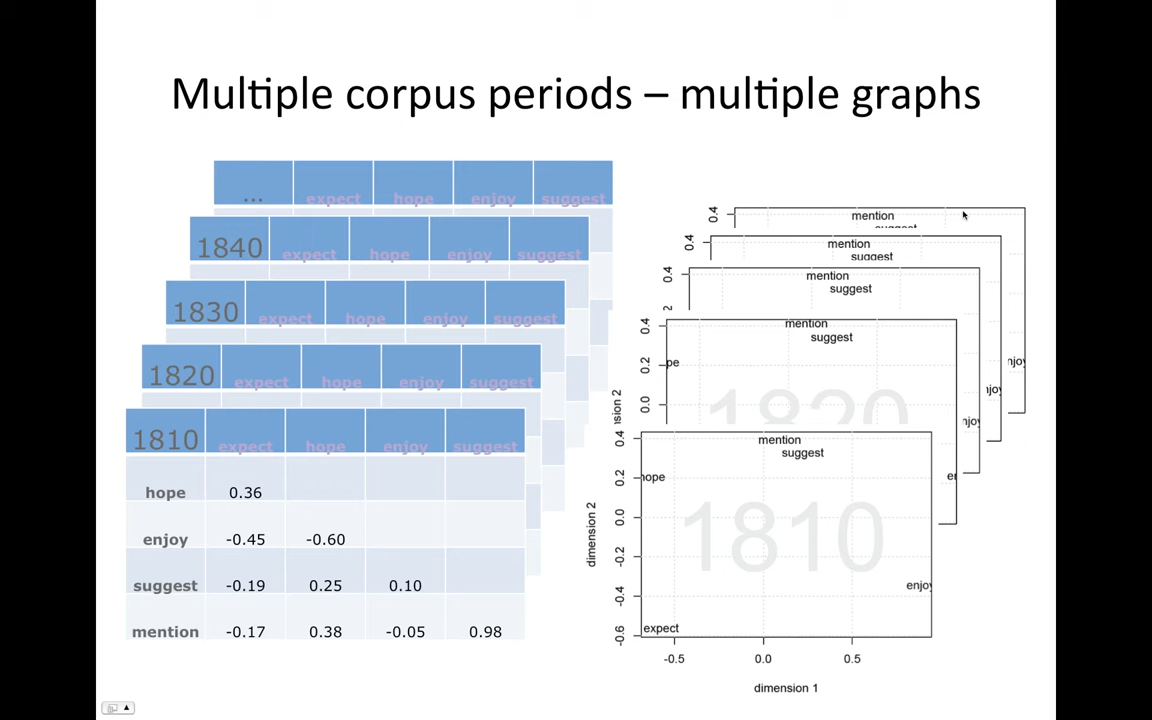 Multiple corpus periods – multiple graphs
... expect hope enjoy suggest
1840 expect hope enjoy suggest
1830 expect hope enjoy suggest
1820 expect hope enjoy suggest
1810 expect hope enjoy suggest
hope 0.36
enjoy -0.45 -0.60
suggest -0.19 0.25 0.10
mention -0.17 0.38 -0.05 0.98
0.4
mention
suggest
enjoy
0.4
mention
suggest
enjoy
0.4
2
mention
suggest
enjoy
0.4
0.2
0.0
mension 2
mention
suggest
pe
1820
en
0.4
0.2
0.0
-0.2
-0.4
-0.6
dimension 2
mention
suggest
hope
1810
enjoy
expect
-0.5 0.0 0.5
dimension 1